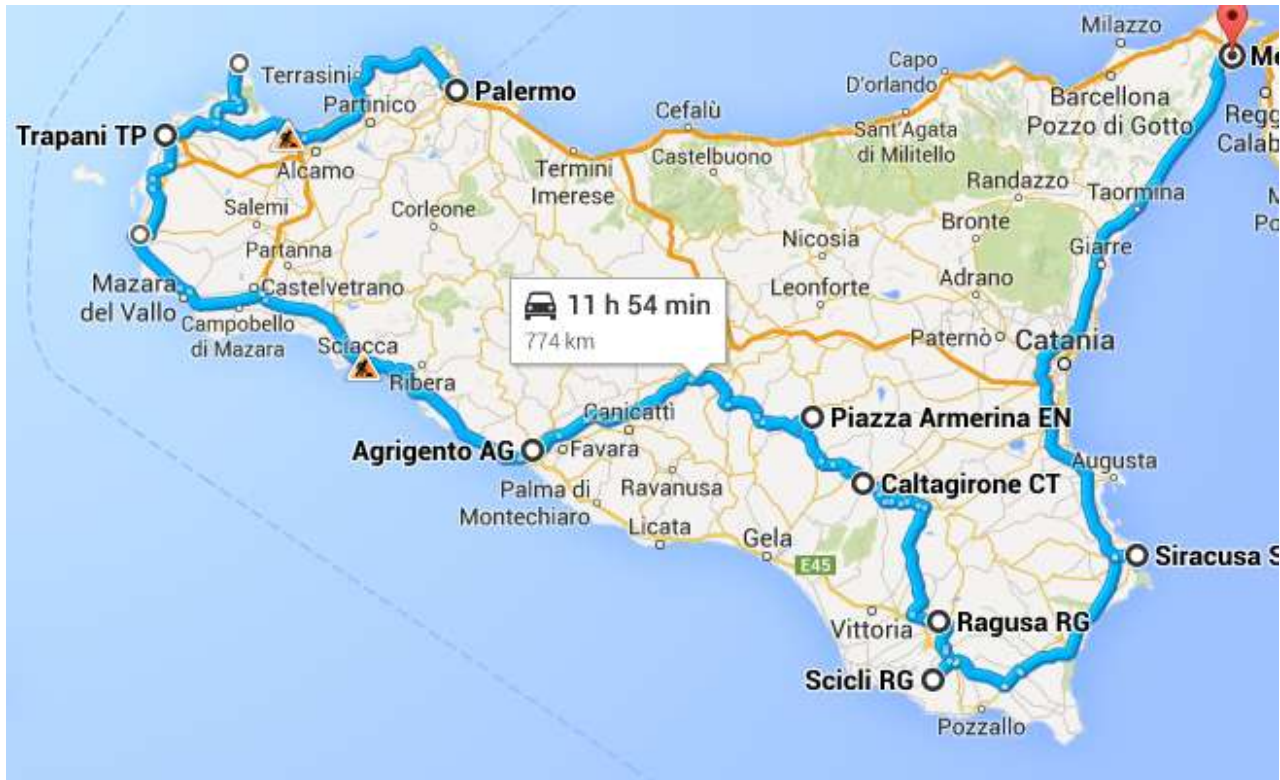 Milazzo
Me
Terrasini
Capo
D'orlando
Partinico
Palermo
Barcellona
Pozzo di Gotto
Cefalù
Sant'Agata
di Militello
Trapani TP
Castelbuono
Termini
Imerese
Alcamo
Randazzo
Taormina
Salemi
Corleone
Bronte
Partanna
Nicosia
Giarre
Adrano
Mazara
del Vallo
Castelvetrano
11 h 54 min
774 km
Leonforte
Campobello
di Mazara
Sciacca
Paternò
Catania
Ribera
Canicattì
Piazza Armerina EN
Agrigento AG
Favara
Augusta
Caltagirone CT
Palma di
Montechiaro
Ravanusa
Licata
Gela
Siracusa S
E45
Ragusa RG
Vittoria
Scicli RG
Pozzallo